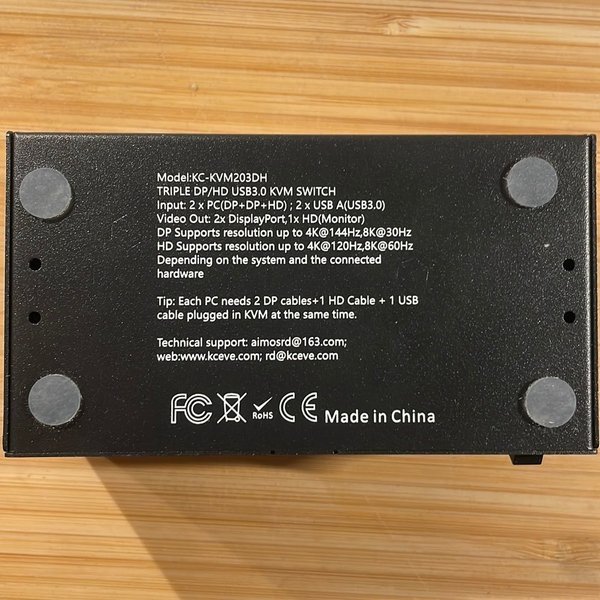 Model:KC-KVM203DH
TRIPLE DP/HD USB3.0 KVM SWITCH
Input: 2 x PC(DP+DP+HD) ; 2 x USB A(USB3.0)
Video Out: 2x DisplayPort,1x HD(Monitor)
DP Supports resolution up to 4K@144Hz,8K@30Hz
HD Supports resolution up to 4K@120Hz,8K@60Hz
Depending on the system and the connected
hardware
Tip: Each PC needs 2 DP cables+1 HD Cable + 1 USB
cable plugged in KVM at the same time.
Technical support: aimosrd@163.com;
web:www.kceve.com; rd@kceve.com
FC RoHS CE Made in China